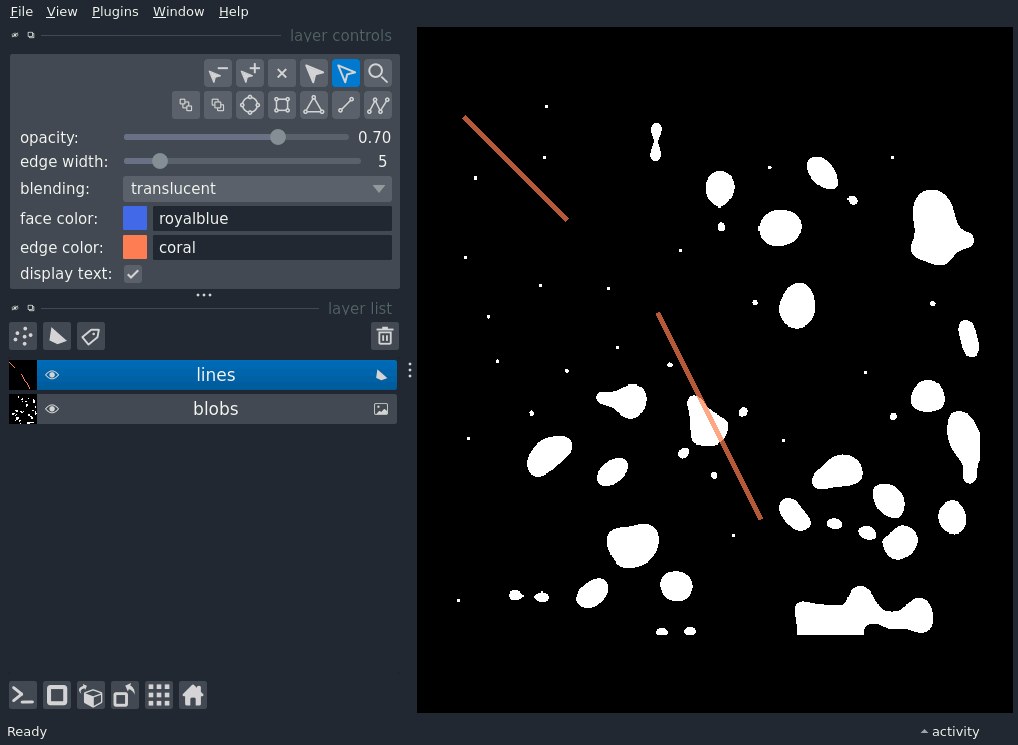 File View Plugins Window Help
layer controls
opacity: 0.70
edge width: 5
blending: translucent
face color: royalblue
edge color: coral
display text:
layer list
lines
blobs
Ready activity